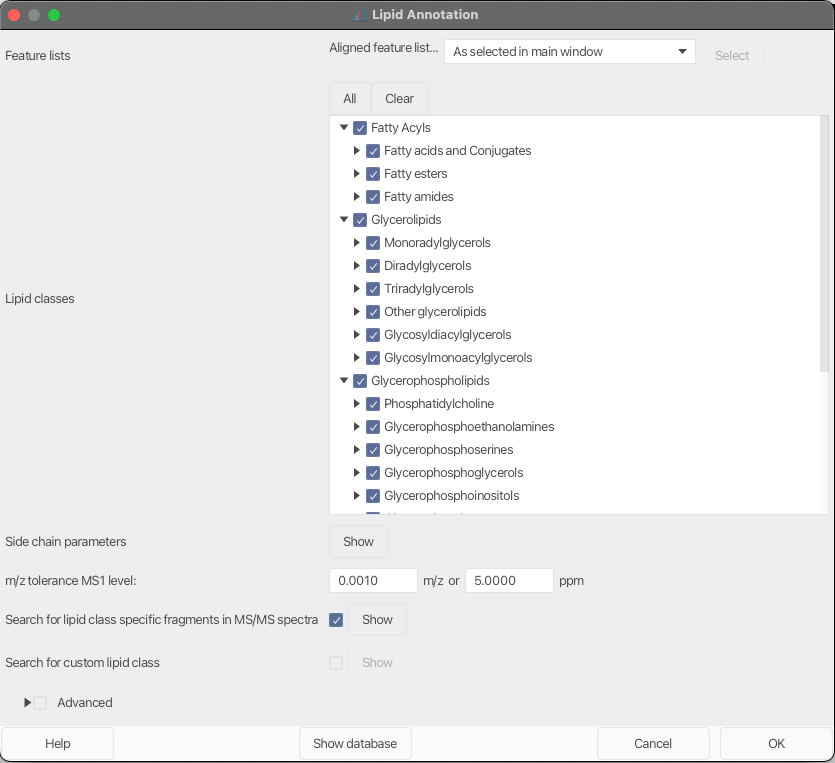 Lipid Annotation
Feature lists
Aligned feature list...
As selected in main window
Select
All
Clear
Fatty Acyls
Fatty acids and Conjugates
Fatty esters
Fatty amides
Glycerolipids
Monoradylglycerols
Diradylglycerols
Triradylglycerols
Other glycerolipids
Glycosyldiacylglycerols
Glycosylmonoacylglycerols
Glycerophospholipids
Phosphatidylcholine
Glycerophosphoethanolamines
Glycerophosphoserines
Glycerophosphoglycerols
Glycerophosphoinositols
Lipid classes
Side chain parameters
Show
m/z tolerance MS1 level:
0.0010
m/z or
5.0000
ppm
Search for lipid class specific fragments in MS/MS spectra
Show
Search for custom lipid class
Show
Advanced
Help
Show database
Cancel
OK